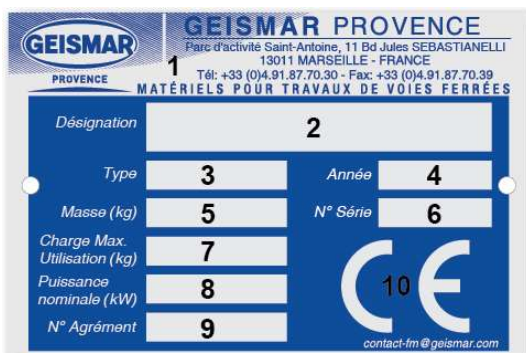 GEISMAR
PROVENCE
GEISMAR PROVENCE
Parc d'activité Saint-Antoine, 11 Bd Jules SEBASTIANELLI
13011 MARSEILLE - FRANCE
1
Tél: +33 (0)4.91.87.70.30 - Fax: +33 (0)4.91.87.70.39
MATÉRIELS POUR TRAVAUX DE VOIES FERRÉES
Désignation 2
Type 3 Année 4
Masse (kg) 5 N° Série 6
Charge Max.
Utilisation (kg) 7
Puissance
nominale (kW) 8
N° Agrément 9
CE 10
contact-fm@geismar.com